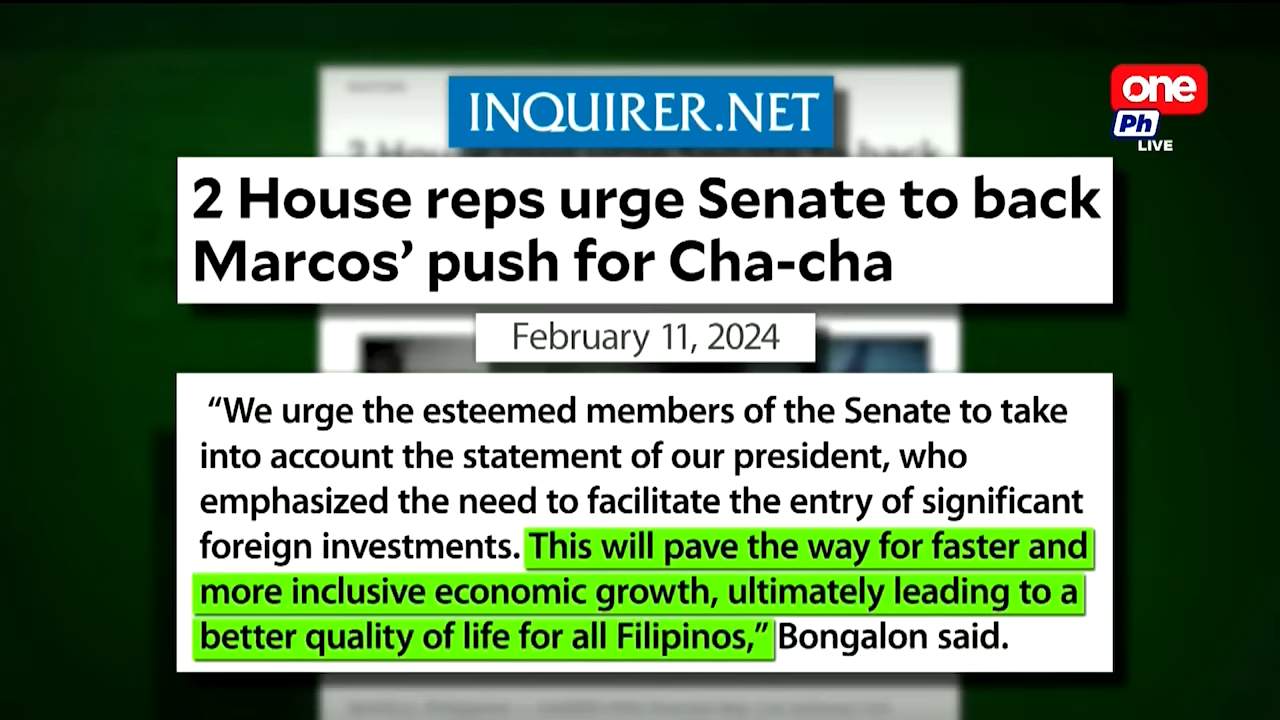 INQUIRER.NET
one
Ph
LIVE
2 House reps urge Senate to back
Marcos’ push for Cha-cha
February 11, 2024
“We urge the esteemed members of the Senate to take
into account the statement of our president, who
emphasized the need to facilitate the entry of significant
foreign investments. This will pave the way for faster and
more inclusive economic growth, ultimately leading to a
better quality of life for all Filipinos,” Bongalon said.